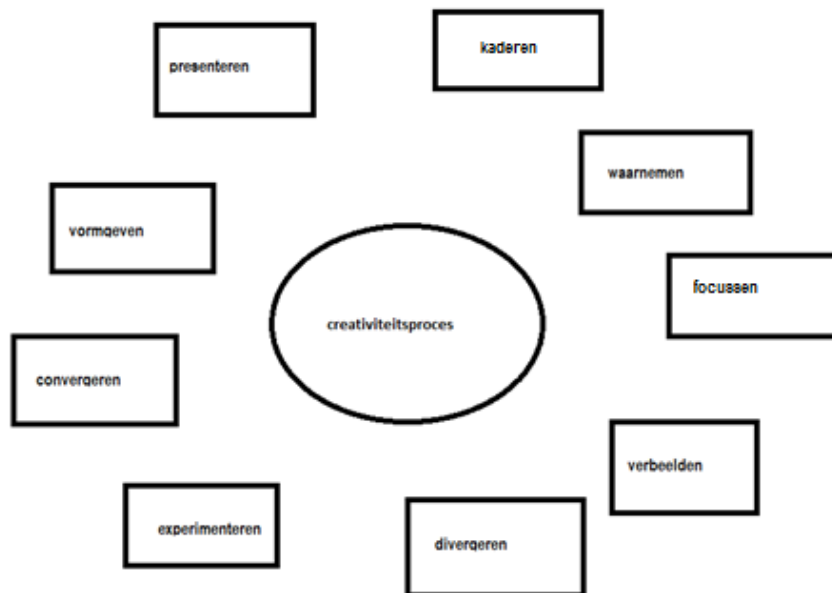 kaderen
presenteren
waarnemen
vormgeven
focussen
creativiteitsproces
convergeren
verbeelden
experimenteren
divergeren